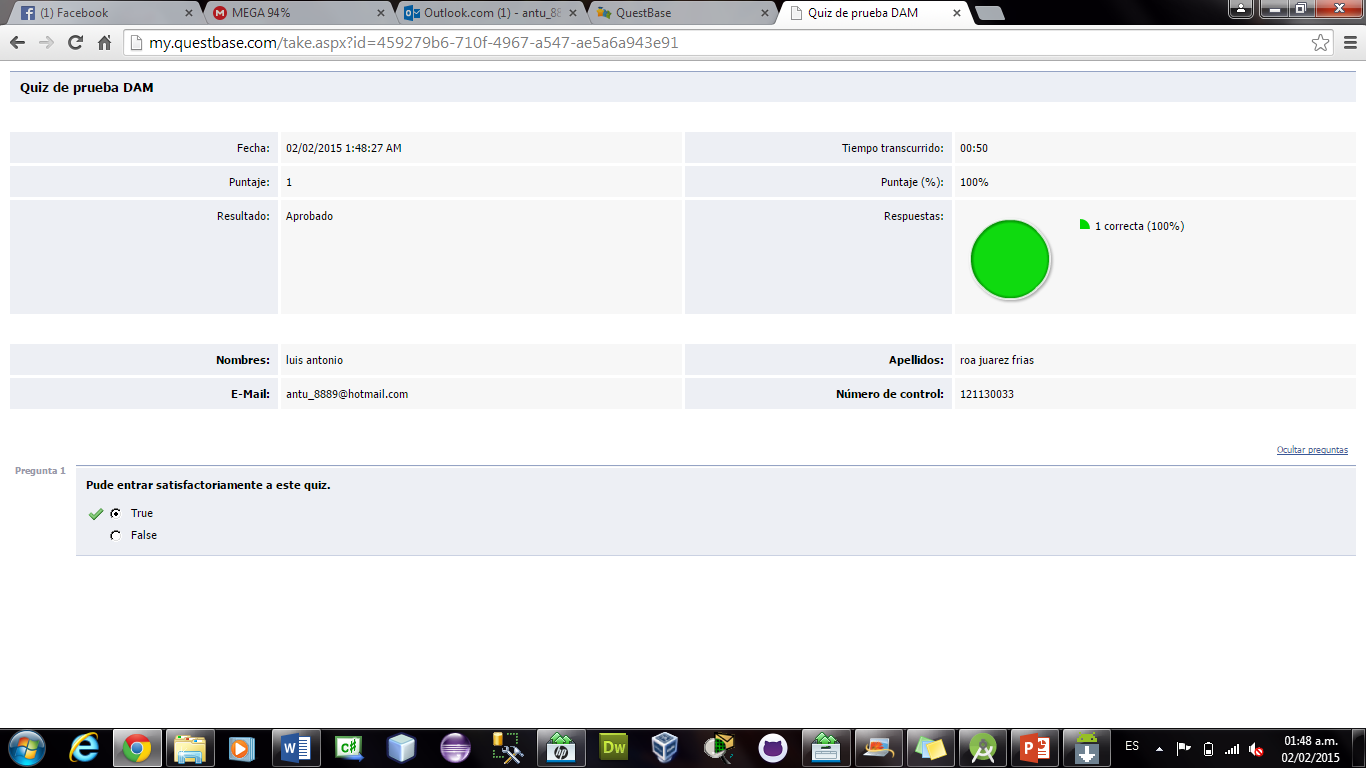 (1) Facebook
MEGA 94%
Outlook.com (1) - antu_88
QuestBase
Quiz de prueba DAM
my.questbase.com/take.aspx?id=459279b6-710f-4967-a547-ae5a6a943e91
Quiz de prueba DAM
Fecha: 02/02/2015 1:48:27 AM Tiempo transcurrido: 00:50
Puntaje: 1 Puntaje (%): 100%
Resultado: Aprobado Respuestas: 1 correcta (100%)
Nombres: luis antonio Apellidos: roa juarez frias
E-Mail: antu_8889@hotmail.com Número de control: 121130033
Ocultar preguntas
Pregunta 1
Pude entrar satisfactoriamente a este quiz.
True
False
C# hp Dw ES 01:48 a.m.
02/02/2015